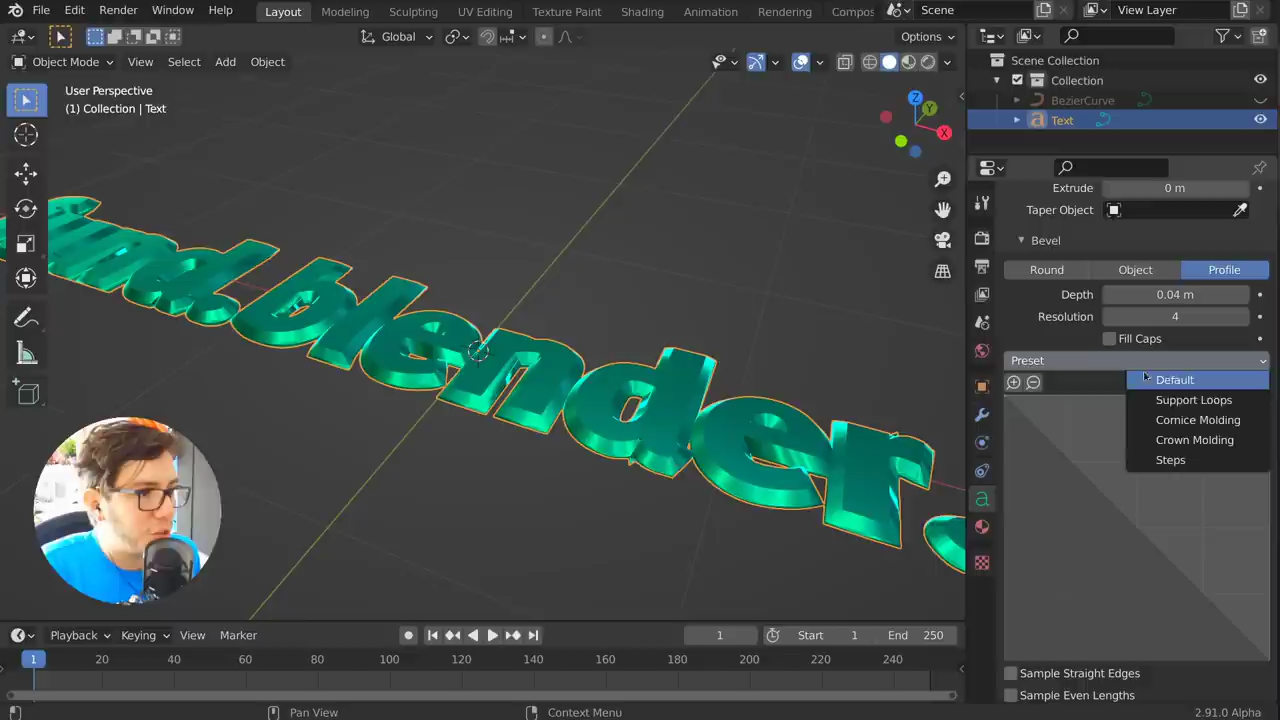 File Edit Render Window Help Layout Modeling Sculpting UV Editing Texture Paint Shading Animation Rendering Compos Scene View Layer
Global Options
Object Mode View Select Add Object
User Perspective
(1) Collection | Text
Z
Y
X
find.blender
Scene Collection
Collection
BezierCurve
a Text
Extrude 0 m
Taper Object
Bevel
Round Object Profile
Depth 0.04 m
Resolution 4
Fill Caps
Preset
Default
Support Loops
Cornice Molding
Crown Molding
Steps
Sample Straight Edges
Sample Even Lengths
Playback Keying View Marker 1 Start 1 End 250
1 20 40 60 80 100 120 140 160 180 200 220 240
Pan View Context Menu 2.91.0 Alpha